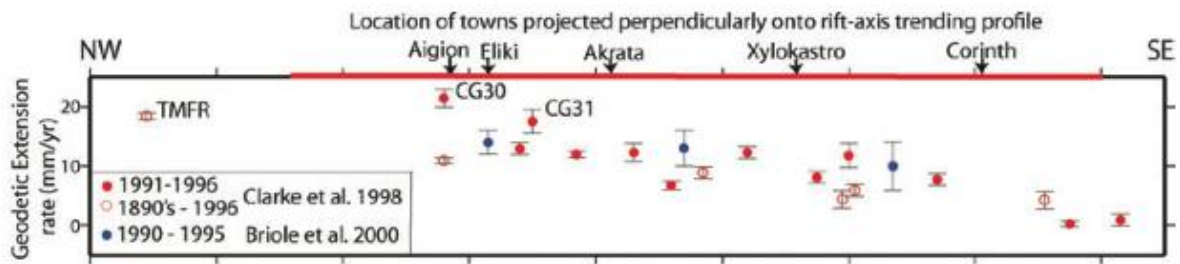 Location of towns projected perpendicularly onto rift-axis trending profile
NW
Aigion
Eliki
Akrata
Xylokastro
Corinth
SE
Geodetic Extension
rate (mm/yr)
20
10
0
TMFR
CG30
CG31
1991-1996
1890's - 1996
Clarke et al. 1998
1990 - 1995 Briole et al. 2000